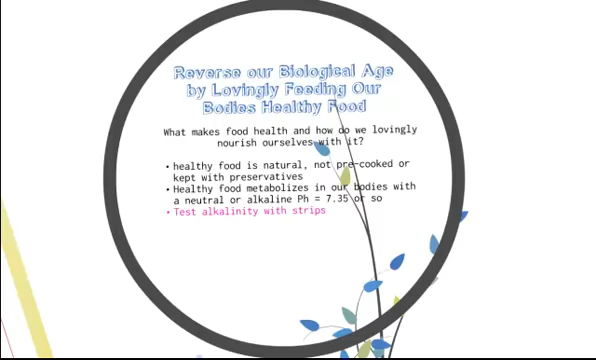 Reverse our Biological Age
by Lovingly Feeding Our
Bodies Healthy Food
What makes food health and how do we lovingly
nourish ourselves with it?
• healthy food is natural, not pre-cooked or
kept with preservatives
• Healthy food metabolizes in our bodies with
a neutral or alkaline Ph = 7.35 or so
• Test alkalinity with strips